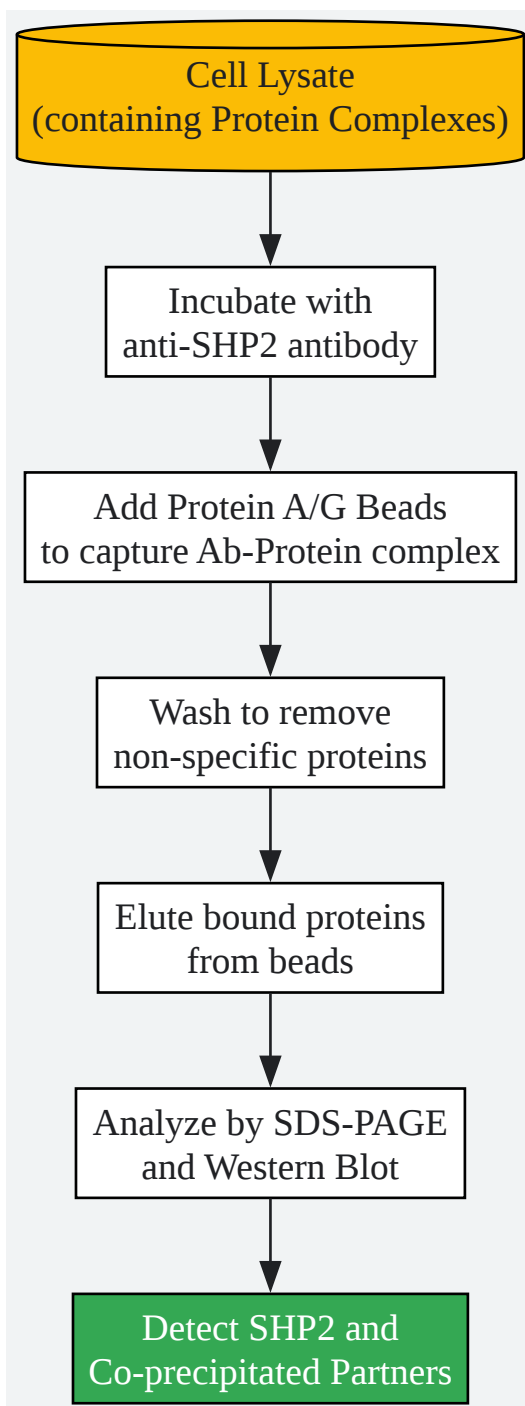 Cell Lysate
(containing Protein Complexes)
Incubate with
anti-SHP2 antibody
Add Protein A/G Beads
to capture Ab-Protein complex
Wash to remove
non-specific proteins
Elute bound proteins
from beads
Analyze by SDS-PAGE
and Western Blot
Detect SHP2 and
Co-precipitated Partners